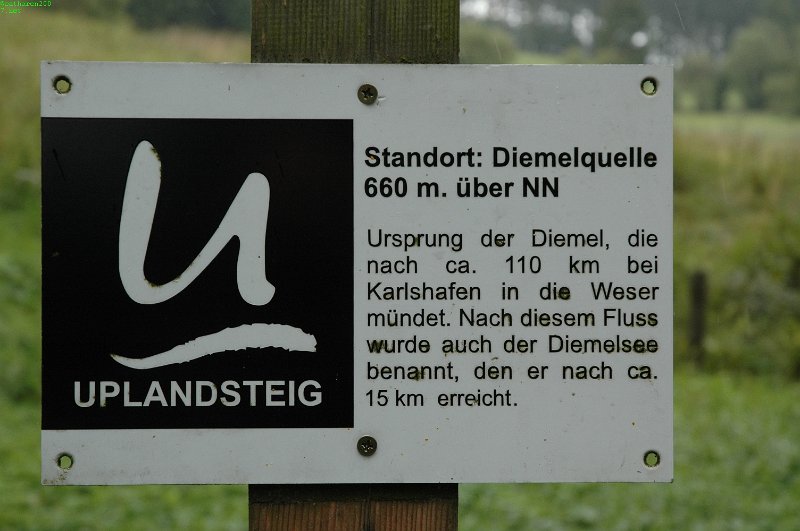 Standort: Diemelquelle
660 m. über NN
Ursprung der Diemel, die
nach ca. 110 km bei
Karlshafen in die Weser
mündet. Nach diesem Fluss
wurde auch der Diemelsee
benannt, den er nach ca.
15 km erreicht.
u
UPLANDSTEIG